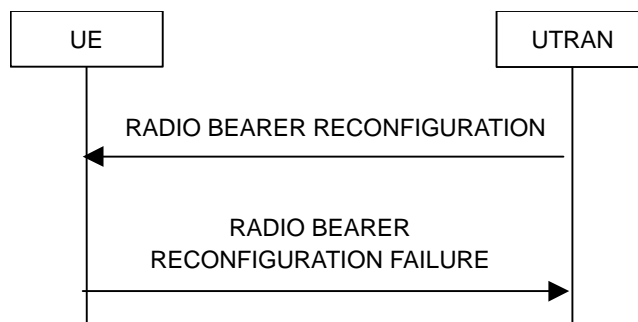 UE
UTRAN
RADIO BEARER RECONFIGURATION
RADIO BEARER
RECONFIGURATION FAILURE